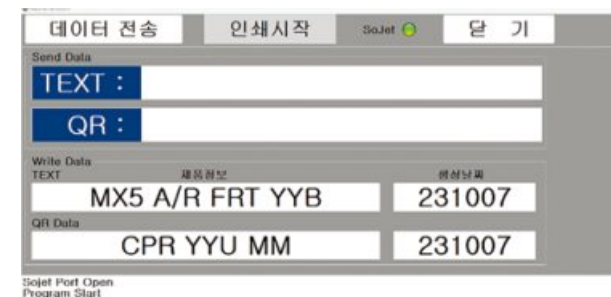 데이터 전송 인쇄시작 SoJet 닫 기
Send Data
TEXT :
QR :
Write Data
TEXT 제품정보 생상날짜
MX5 A/R FRT YYB 231007
QR Data
CPR YYU MM 231007
Sojet Port Open
Program Start